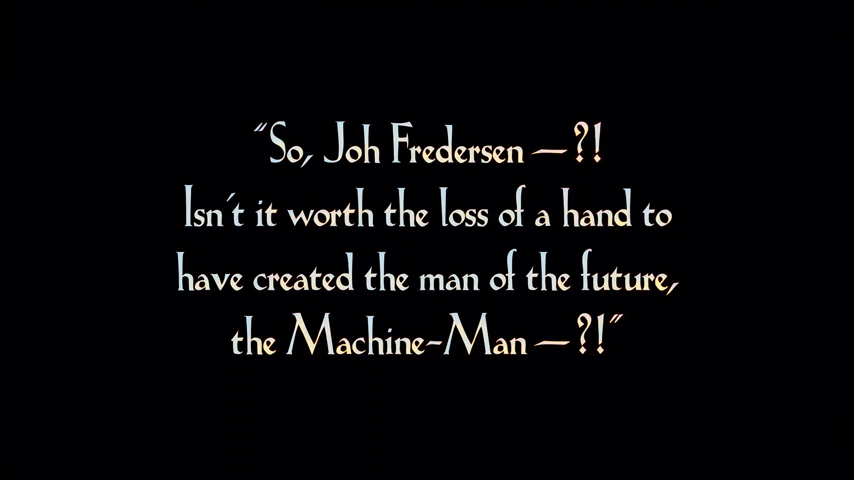 "So, Joh Fredersen —?!
Isn't it worth the loss of a hand to
have created the man of the future,
the Machine-Man —?!"